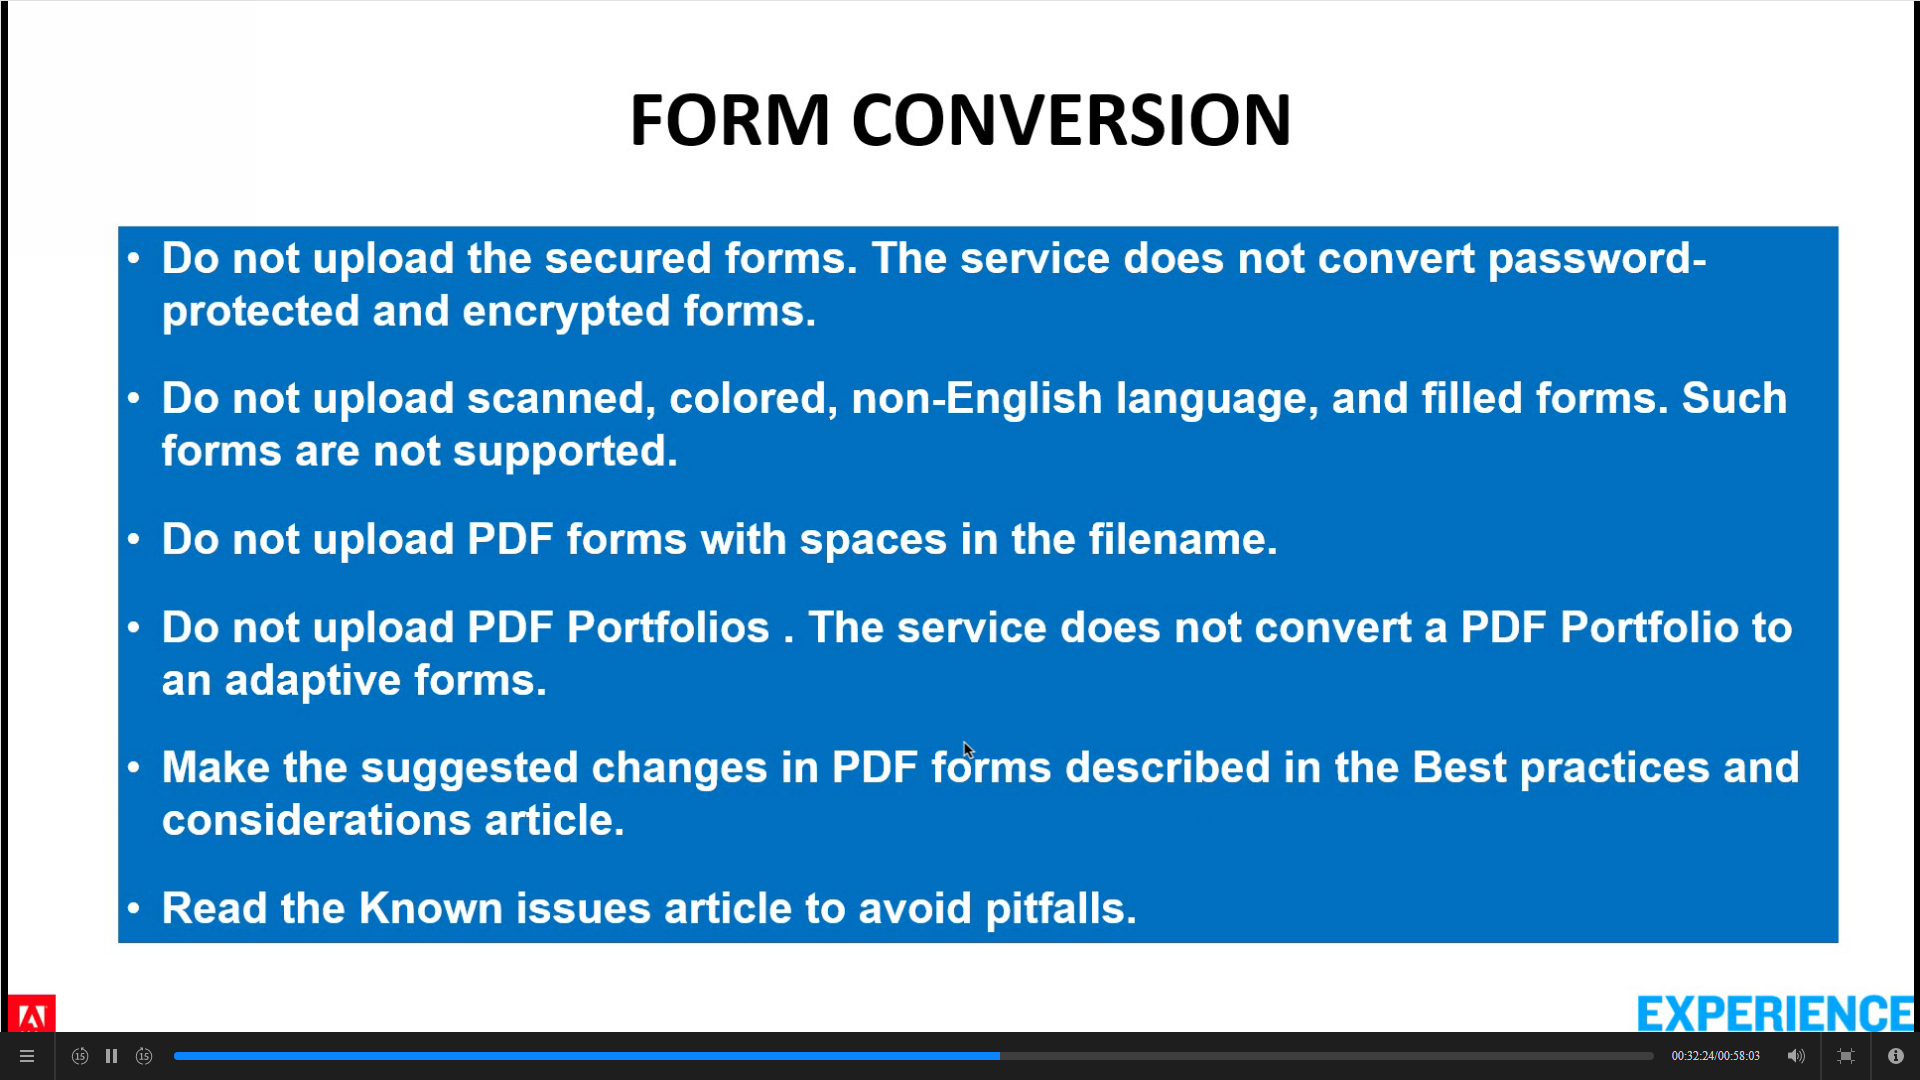 FORM CONVERSION
• Do not upload the secured forms. The service does not convert password-
protected and encrypted forms.
• Do not upload scanned, colored, non-English language, and filled forms. Such
forms are not supported.
• Do not upload PDF forms with spaces in the filename.
• Do not upload PDF Portfolios . The service does not convert a PDF Portfolio to
an adaptive forms.
• Make the suggested changes in PDF forms described in the Best practices and
considerations article.
• Read the Known issues article to avoid pitfalls.
EXPERIENCE
15 15 00:32:24/00:58:03